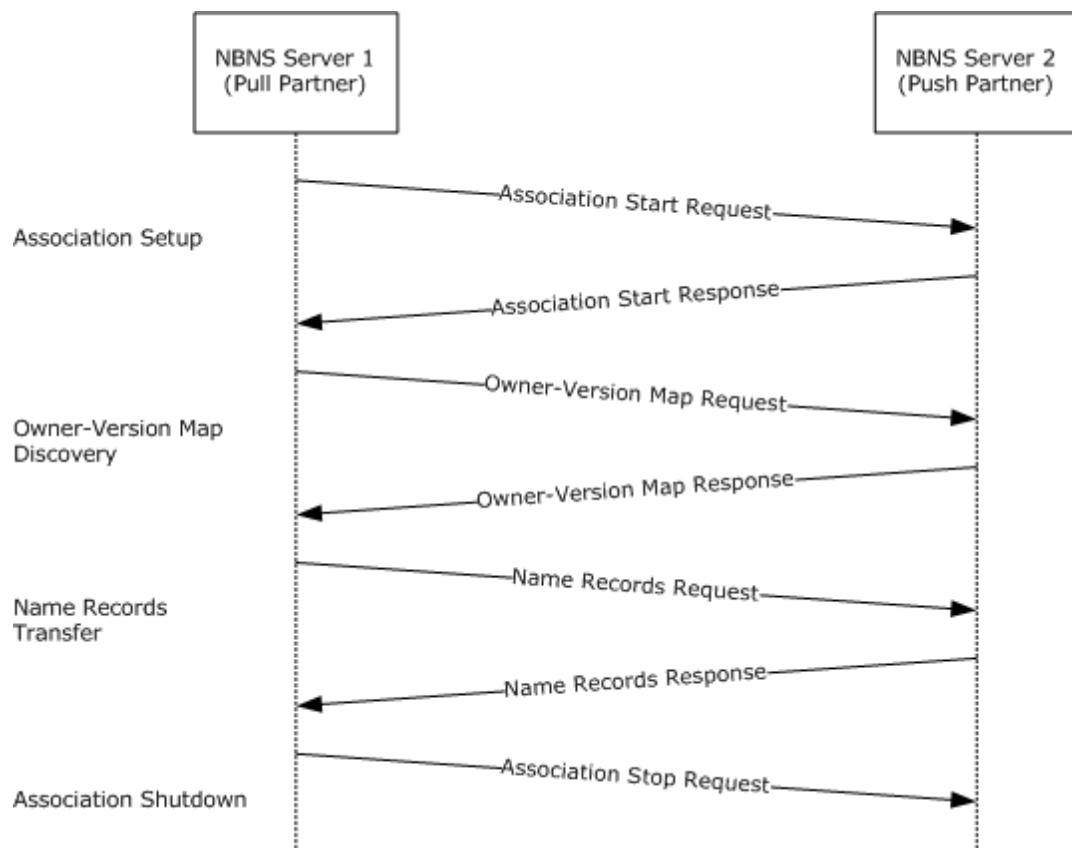 NBNS Server 1
(Pull Partner)
NBNS Server 2
(Push Partner)
Association Start Request
Association Setup
Association Start Response
Owner-Version Map Request
Owner-Version Map
Discovery
Owner-Version Map Response
Name Records Request
Name Records
Transfer
Name Records Response
Association Stop Request
Association Shutdown